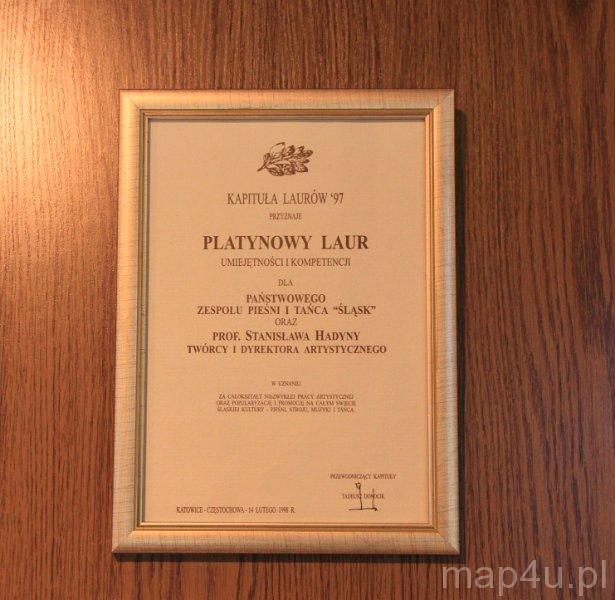 KAPITUŁA LAURÓW '97
PRZYZNAJE
PLATYNOWY LAUR
UMIEJĘTNOŚCI I KOMPETENCJI
DLA
PAŃSTWOWEGO
ZESPOŁU PIEŚNI I TAŃCA "ŚLĄSK"
ORAZ
PROF. STANISŁAWA HADYNY
TWÓRCY I DYREKTORA ARTYSTYCZNEGO
W UZNANIU
ZA CAŁOKSZTAŁT NIEZWYKŁEJ PRACY ARTYSTYCZNEJ
ORAZ POPULARYZACJĘ I PROMOCJĘ NA CAŁYM ŚWIECIE
ŚLĄSKIEJ KULTURY - PIEŚNI, STROJU, MUZYKI I TAŃCA.
PRZEWODNICZĄCY KAPITUŁY
TADEUSZ DONOCIK
KATOWICE - CZĘSTOCHOWA - 14 LUTEGO 1998 R.
map4u.pl